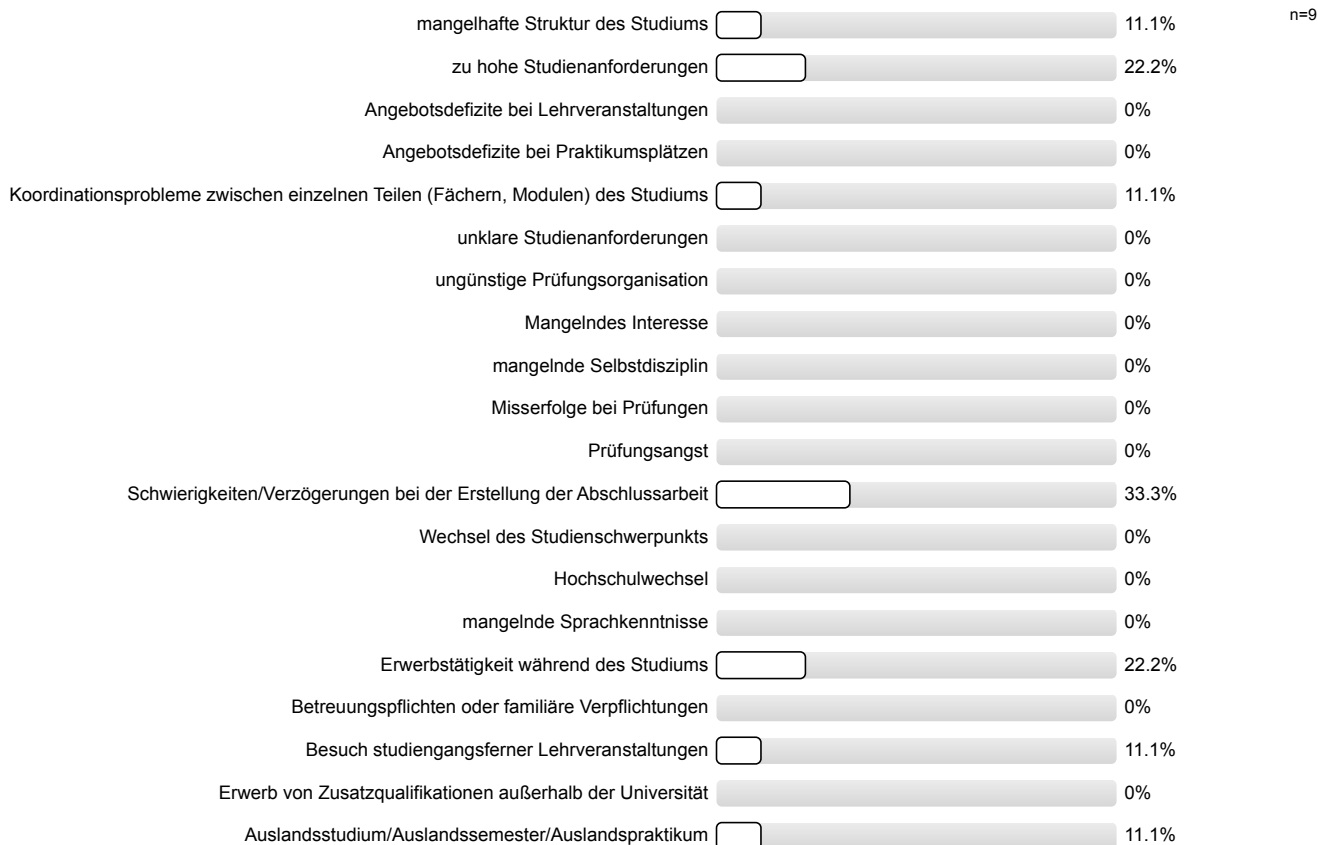 mangelhafte Struktur des Studiums 11.1% n=9
zu hohe Studienanforderungen 22.2%
Angebotsdefizite bei Lehrveranstaltungen 0%
Angebotsdefizite bei Praktikumsplätzen 0%
Koordinationsprobleme zwischen einzelnen Teilen (Fächern, Modulen) des Studiums 11.1%
unklare Studienanforderungen 0%
ungünstige Prüfungsorganisation 0%
Mangelndes Interesse 0%
mangelnde Selbstdisziplin 0%
Misserfolge bei Prüfungen 0%
Prüfungsangst 0%
Schwierigkeiten/Verzögerungen bei der Erstellung der Abschlussarbeit 33.3%
Wechsel des Studienschwerpunkts 0%
Hochschulwechsel 0%
mangelnde Sprachkenntnisse 0%
Erwerbstätigkeit während des Studiums 22.2%
Betreuungspflichten oder familiäre Verpflichtungen 0%
Besuch studiengangsferner Lehrveranstaltungen 11.1%
Erwerb von Zusatzqualifikationen außerhalb der Universität 0%
Auslandsstudium/Auslandssemester/Auslandspraktikum 11.1%